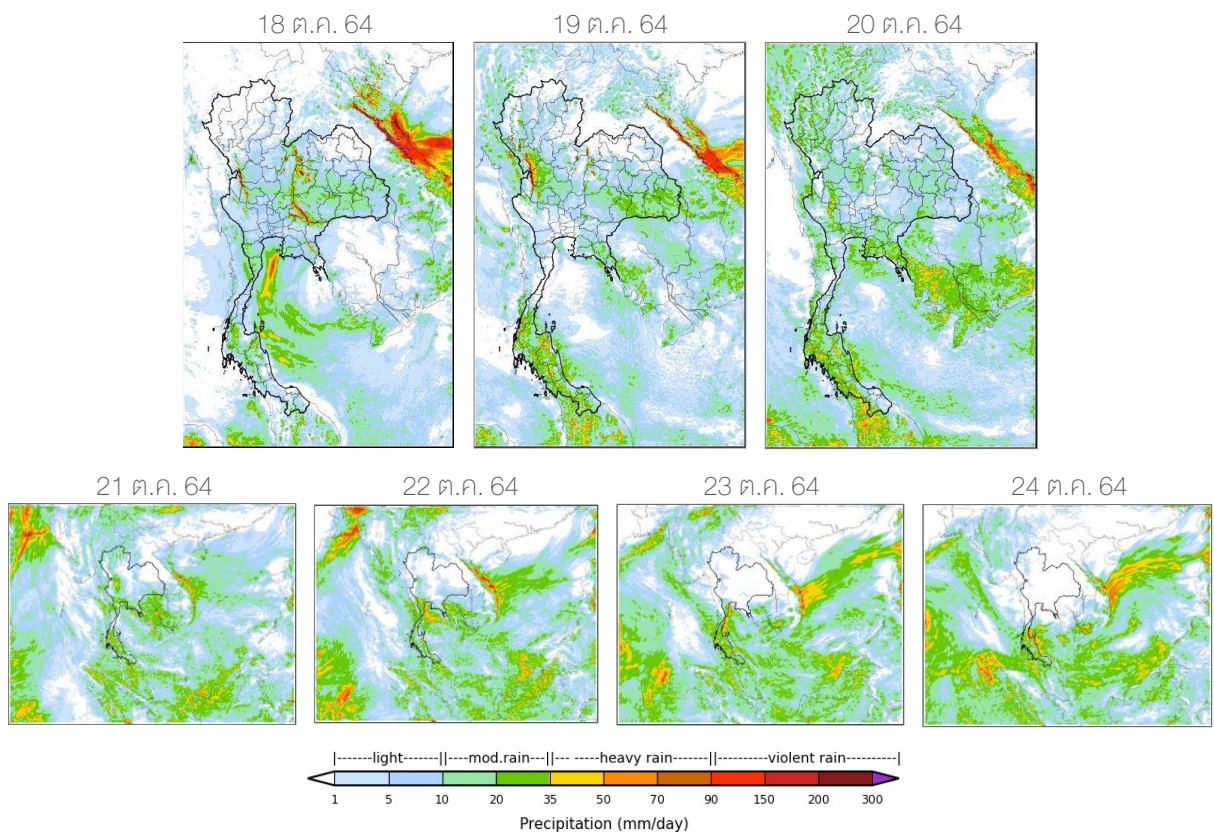 18 ต.ค. 64 19 ต.ค. 64 20 ต.ค. 64
21 ต.ค. 64 22 ต.ค. 64 23 ต.ค. 64 24 ต.ค. 64
|-------light-------||----mod.rain----||--- -------heavy rain-------||---------violent rain---------|
1 5 10 20 35 50 70 90 150 200 300
Precipitation (mm/day)